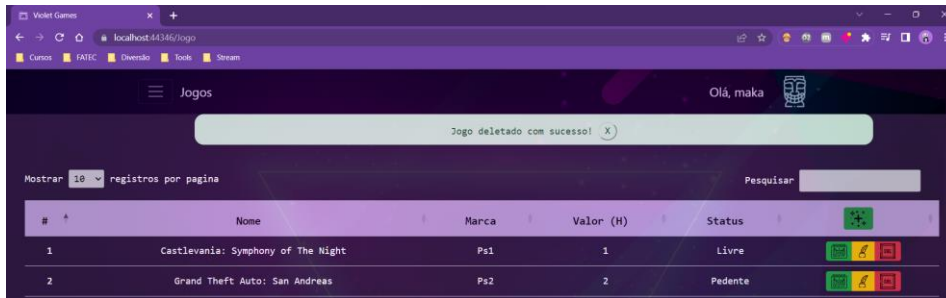 Violet Games
localhost:44346/Jogo
Cursos FATEC Diversão Tools Stream
Jogos Olá, maka
Jogo deletado com sucesso! X
Mostrar 10 registros por pagina Pesquisar
# Nome Marca Valor (H) Status
1 Castlevania: Symphony of The Night Ps1 1 Livre
2 Grand Theft Auto: San Andreas Ps2 2 Pedente